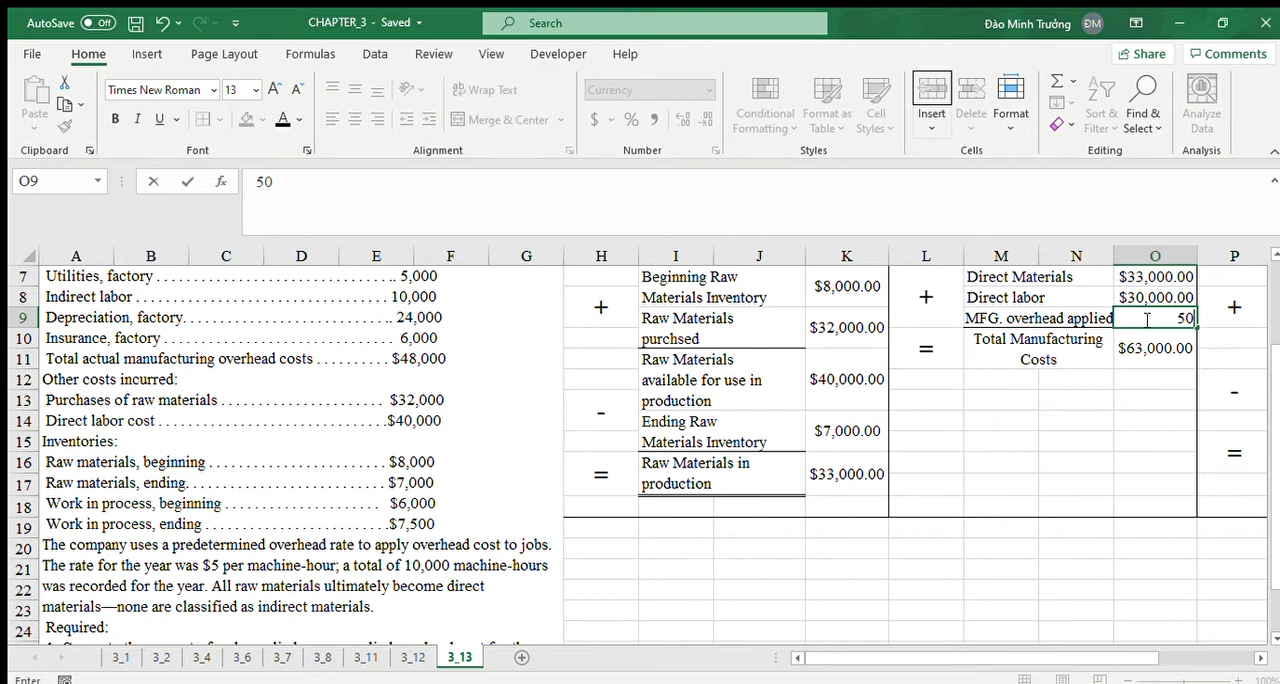 AutoSave Off CHAPTER_3 - Saved Search Đào Minh Trưởng ĐM
File Home Insert Page Layout Formulas Data Review View Developer Help Share Comments
Paste Times New Roman 13 A A Wrap Text Currency Conditional Formatting Format as Table Cell Styles Insert Delete Format Sort & Filter Find & Select Analyze Data
B I U A Merge & Center $ % 9
Clipboard Font Alignment Number Styles Cells Editing Analysis
O9 fx 50
A B C D E F G H I J K L M N O P
7 Utilities, factory . . . . . . . . . . . . . . . . . . . . . . . . . . . . . 5,000
8 Indirect labor . . . . . . . . . . . . . . . . . . . . . . . . . . . . . . . . 10,000
9 Depreciation, factory. . . . . . . . . . . . . . . . . . . . . . . . . . 24,000
10 Insurance, factory . . . . . . . . . . . . . . . . . . . . . . . . . . . . 6,000
11 Total actual manufacturing overhead costs . . . . . . . . . $48,000
12 Other costs incurred:
13 Purchases of raw materials . . . . . . . . . . . . . . . . . . . . $32,000
14 Direct labor cost . . . . . . . . . . . . . . . . . . . . . . . . . . . . $40,000
15 Inventories:
16 Raw materials, beginning . . . . . . . . . . . . . . . . . . . . . . $8,000
17 Raw materials, ending. . . . . . . . . . . . . . . . . . . . . . . . . $7,000
18 Work in process, beginning . . . . . . . . . . . . . . . . . . . . $6,000
19 Work in process, ending . . . . . . . . . . . . . . . . . . . . . . . $7,500
20 The company uses a predetermined overhead rate to apply overhead cost to jobs.
21 The rate for the year was $5 per machine-hour; a total of 10,000 machine-hours
22 was recorded for the year. All raw materials ultimately become direct
23 materials—none are classified as indirect materials.
24 Required:
+
-
=
Beginning Raw
Materials Inventory $8,000.00
Raw Materials
purchsed $32,000.00
Raw Materials
available for use in
production $40,000.00
Ending Raw
Materials Inventory $7,000.00
Raw Materials in
production $33,000.00
+
=
Direct Materials $33,000.00
Direct labor $30,000.00
MFG. overhead applied 50
Total Manufacturing
Costs $63,000.00
+
-
=
3_1 3_2 3_4 3_6 3_7 3_8 3_11 3_12 3_13
Enter 100%